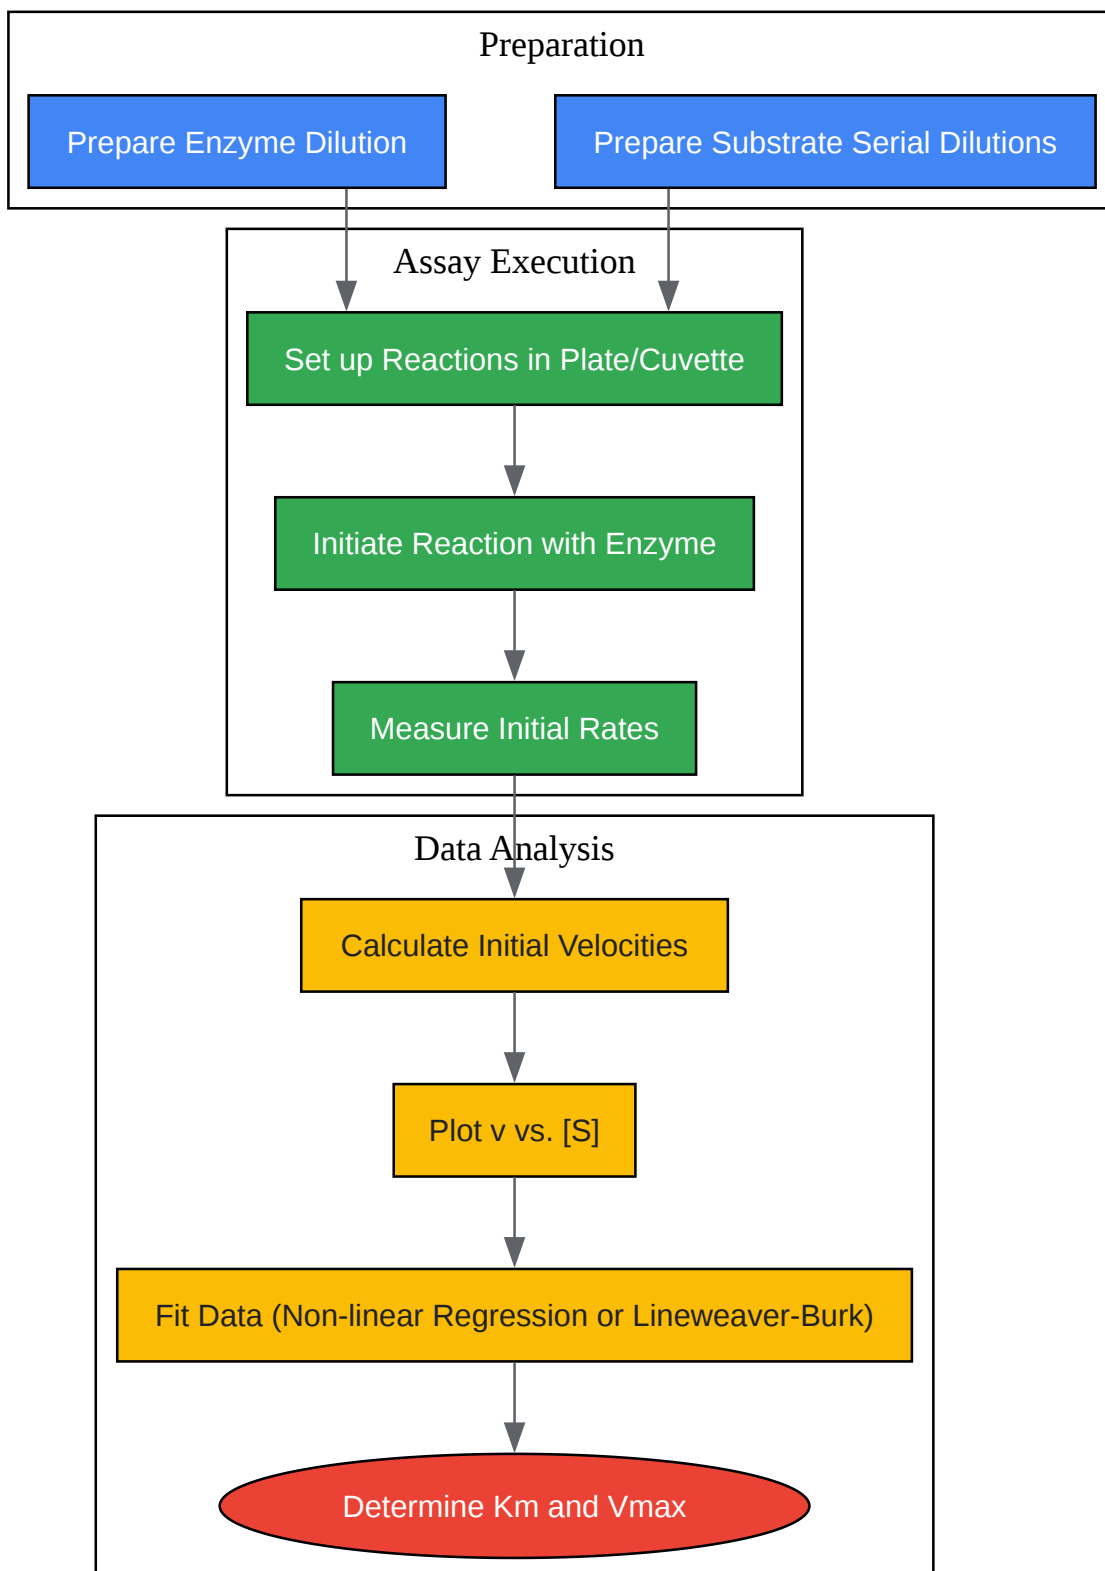 Preparation
Prepare Enzyme Dilution
Prepare Substrate Serial Dilutions
Assay Execution
Set up Reactions in Plate/Cuvette
Initiate Reaction with Enzyme
Measure Initial Rates
Data Analysis
Calculate Initial Velocities
Plot v vs. [S]
Fit Data (Non-linear Regression or Lineweaver-Burk)
Determine Km and Vmax